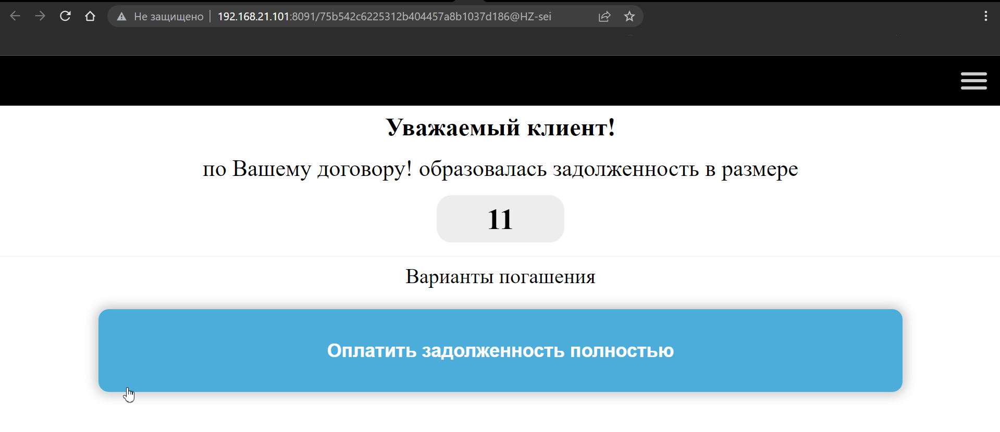 Не защищено 192.168.21.101:8091/75b542c6225312b404457a8b1037d186@HZ-sei
Уважаемый клиент!
по Вашему договору! образовалась задолженность в размере
11
Варианты погашения
Оплатить задолженность полностью